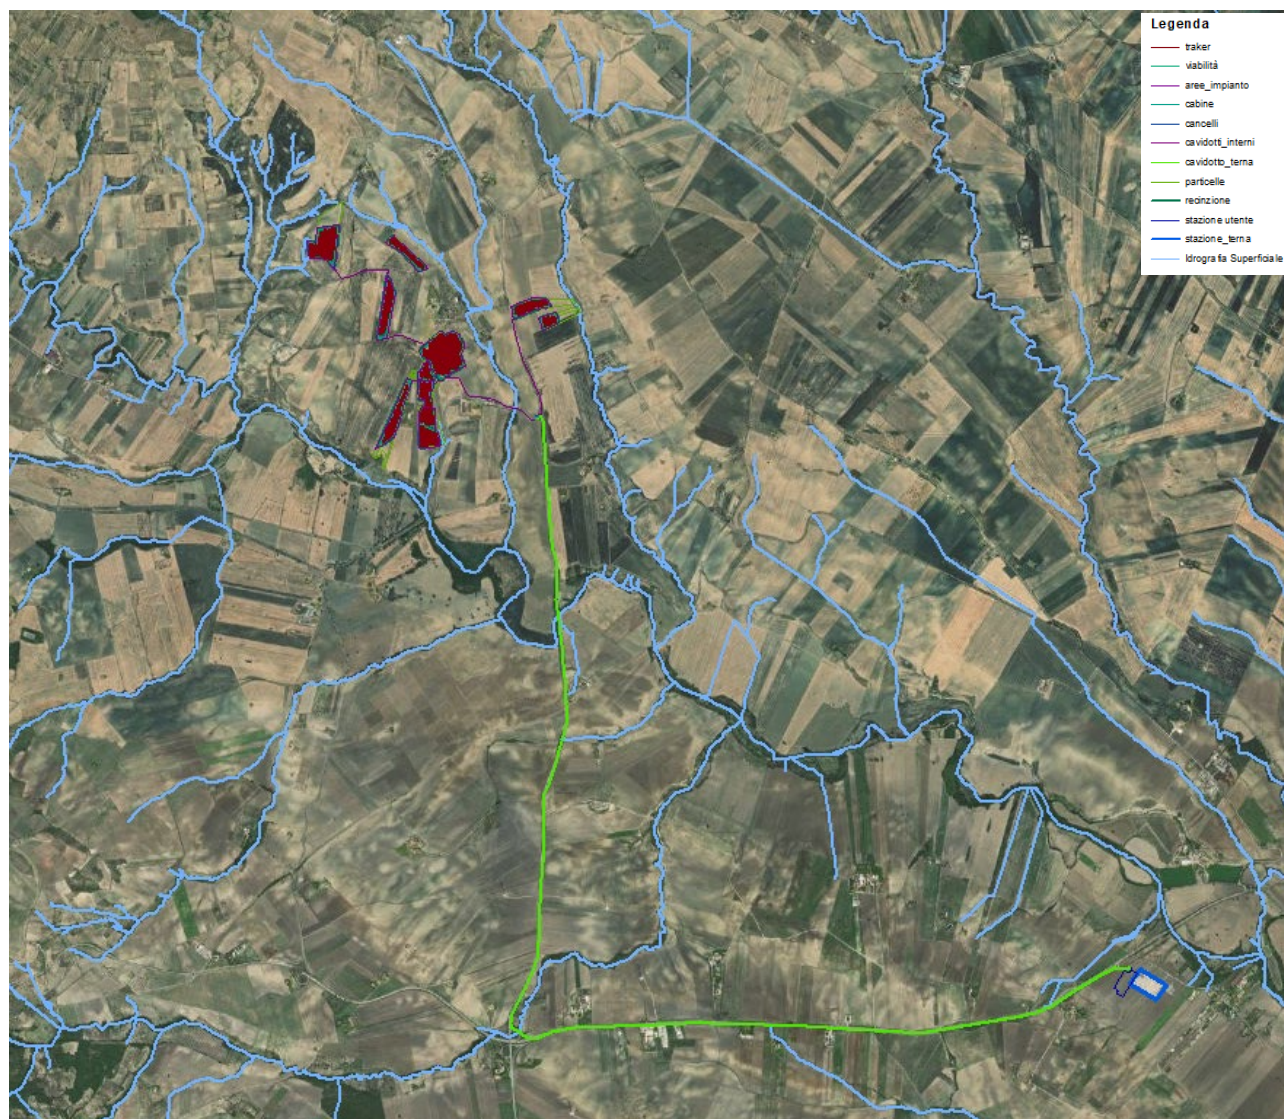 Legenda
traker
viabilità
aree_impianto
cabine
cancelli
cavidotti_interni
cavidotto_terna
particelle
recinzione
stazione utente
stazione_terna
Idrografia Superficiale